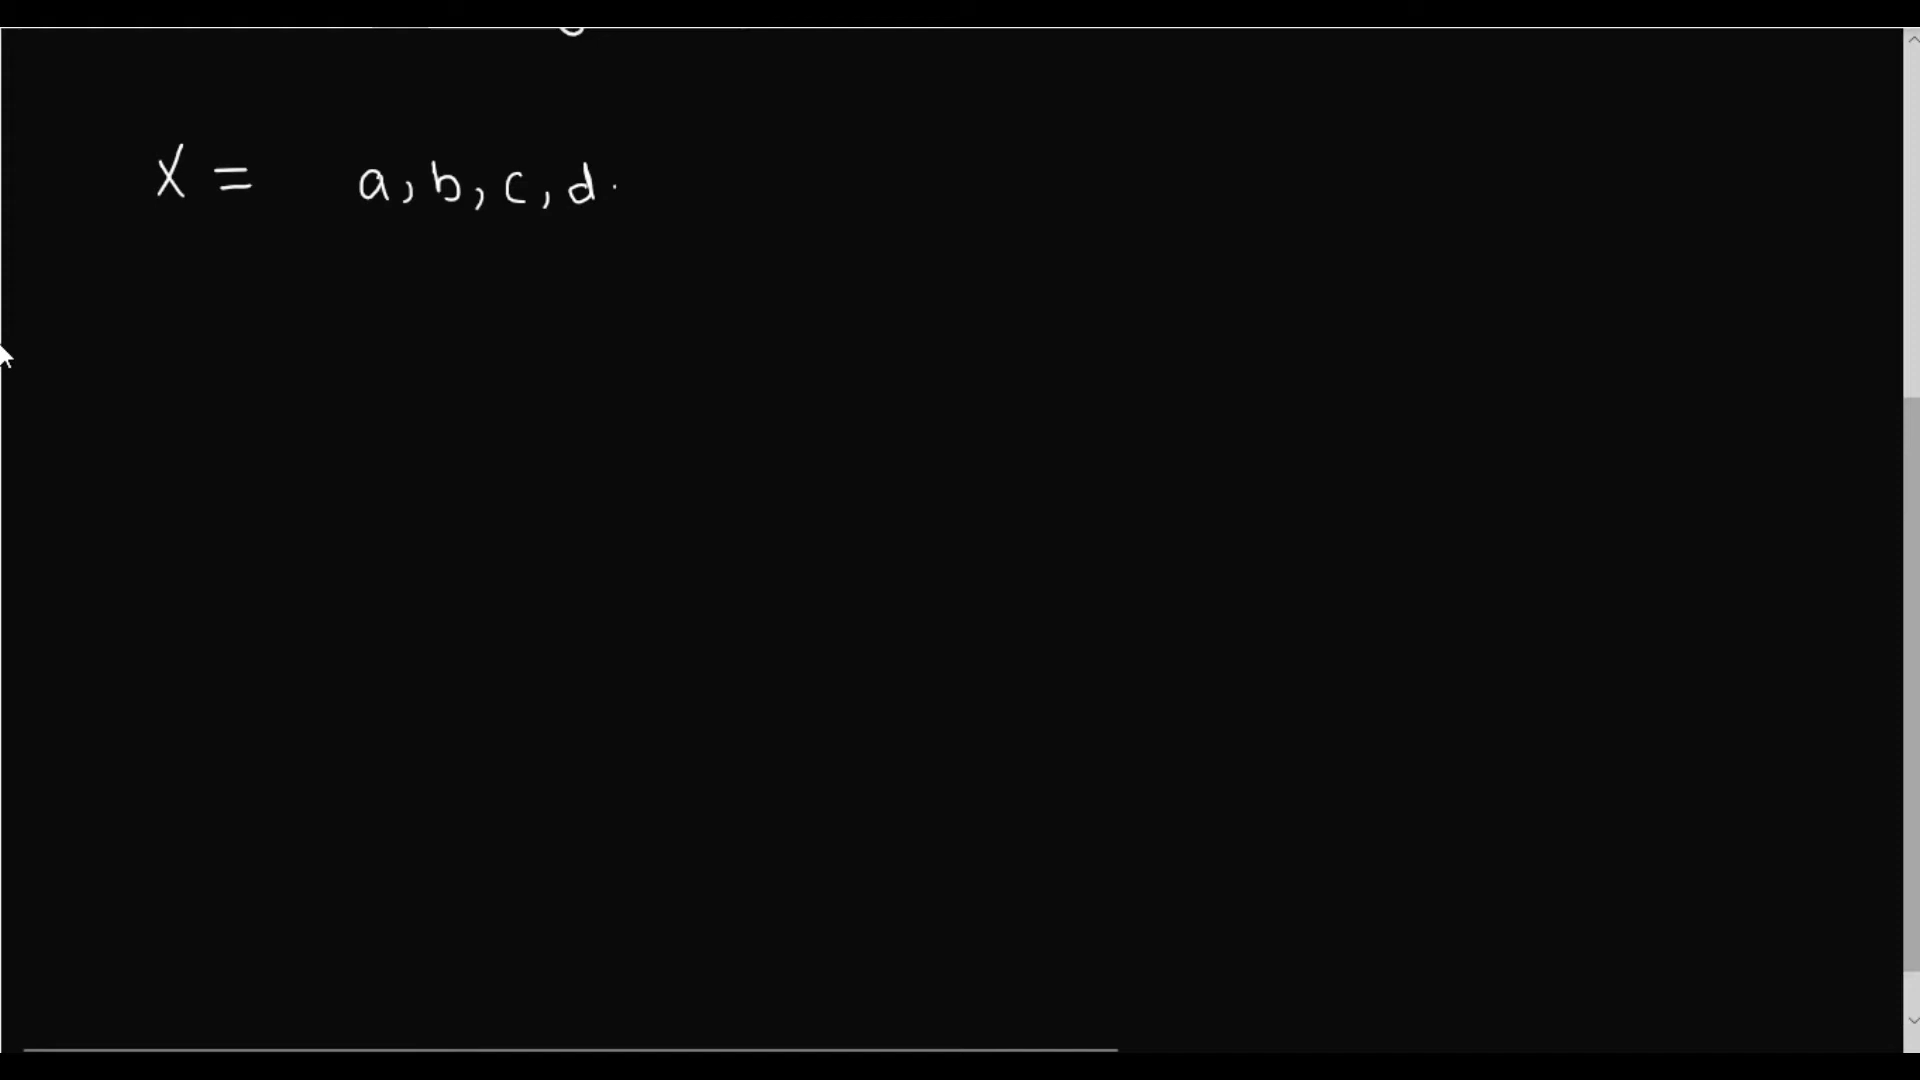 X = a, b, c, d.